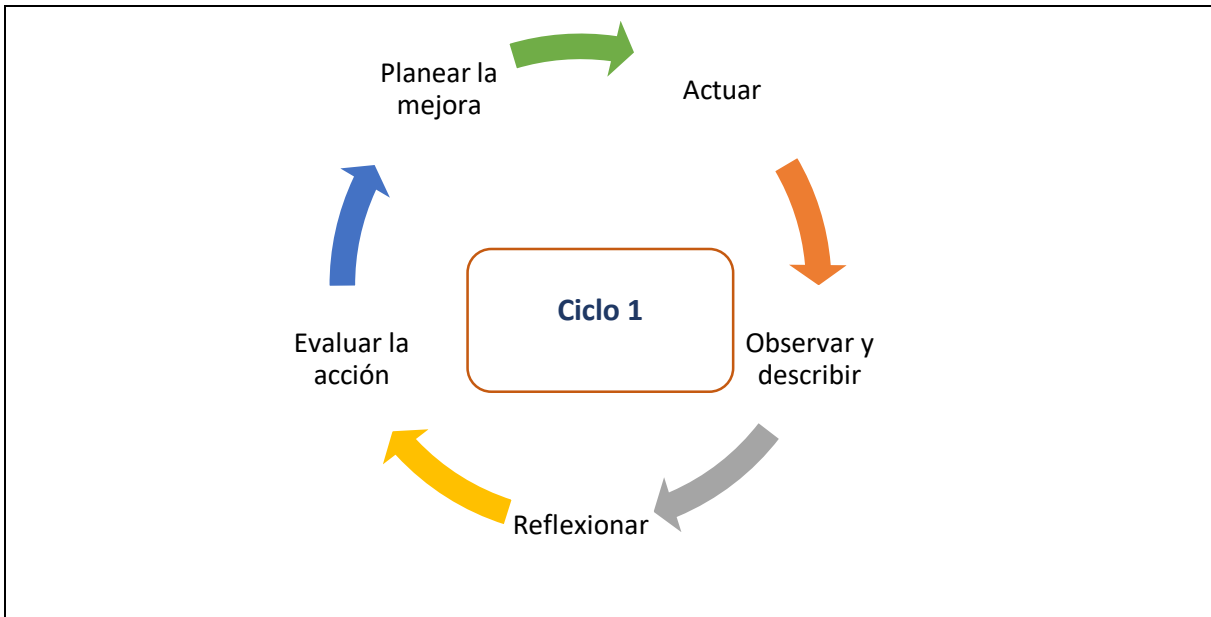 Planear la
mejora
Actuar
Ciclo 1
Observar y
describir
Evaluar la
acción
Reflexionar